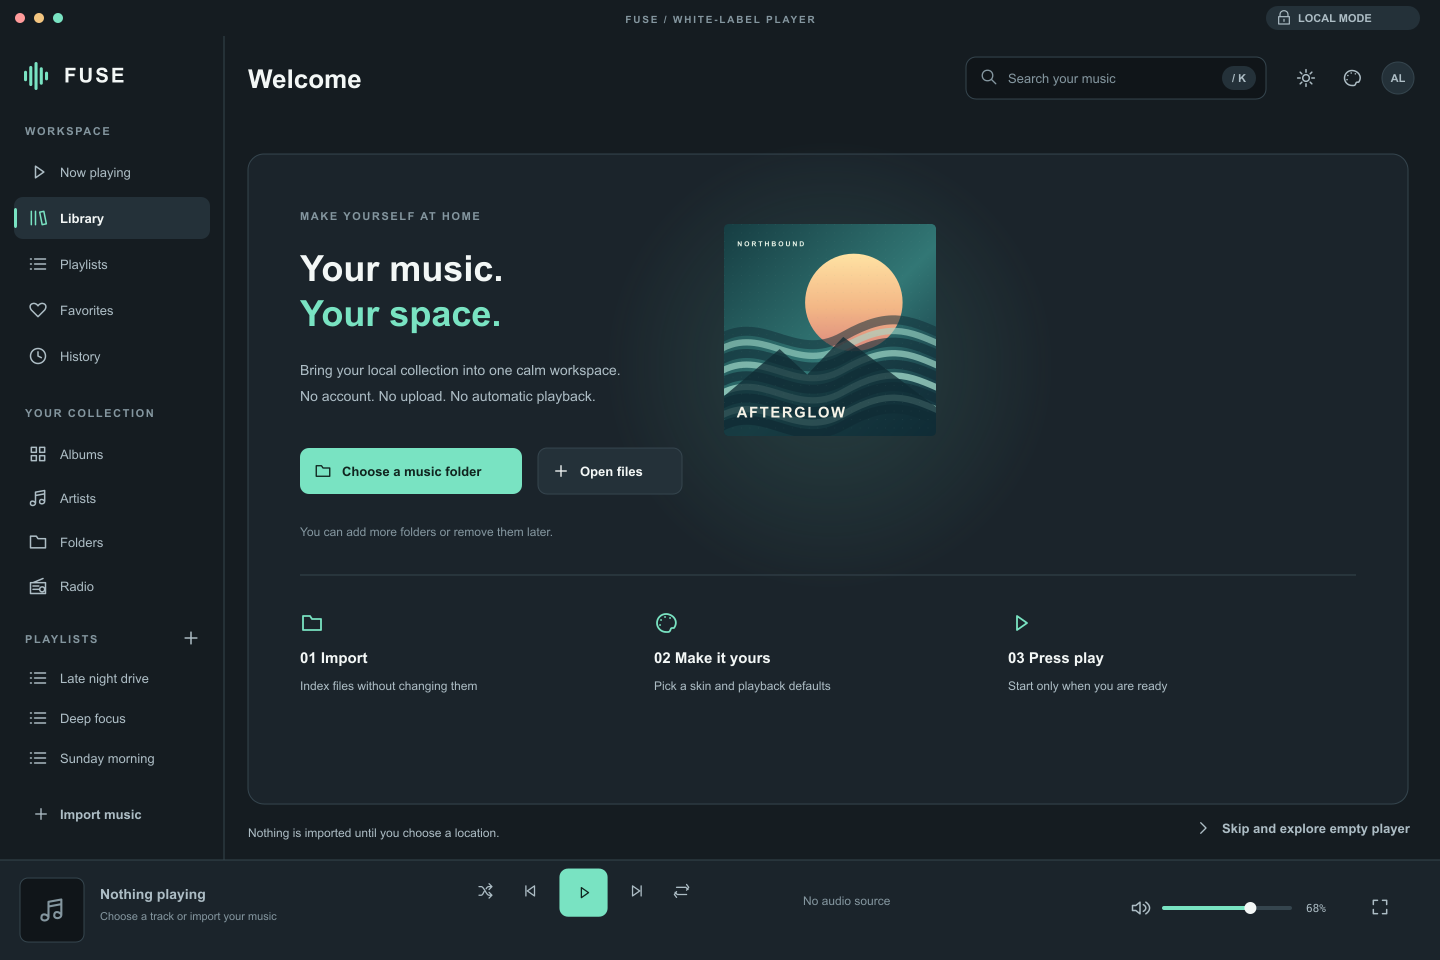 FUSE / WHITE-LABEL PLAYER
LOCAL MODE
FUSE
Welcome
Search your music
/ K
AL
WORKSPACE
Now playing
Library
Playlists
Favorites
History
YOUR COLLECTION
Albums
Artists
Folders
Radio
PLAYLISTS
Late night drive
Deep focus
Sunday morning
Import music
MAKE YOURSELF AT HOME
Your music.
Your space.
Bring your local collection into one calm workspace.
No account. No upload. No automatic playback.
Choose a music folder
Open files
You can add more folders or remove them later.
NORTHBOUND
AFTERGLOW
01 Import
Index files without changing them
02 Make it yours
Pick a skin and playback defaults
03 Press play
Start only when you are ready
Nothing is imported until you choose a location.
Skip and explore empty player
Nothing playing
Choose a track or import your music
No audio source
68%